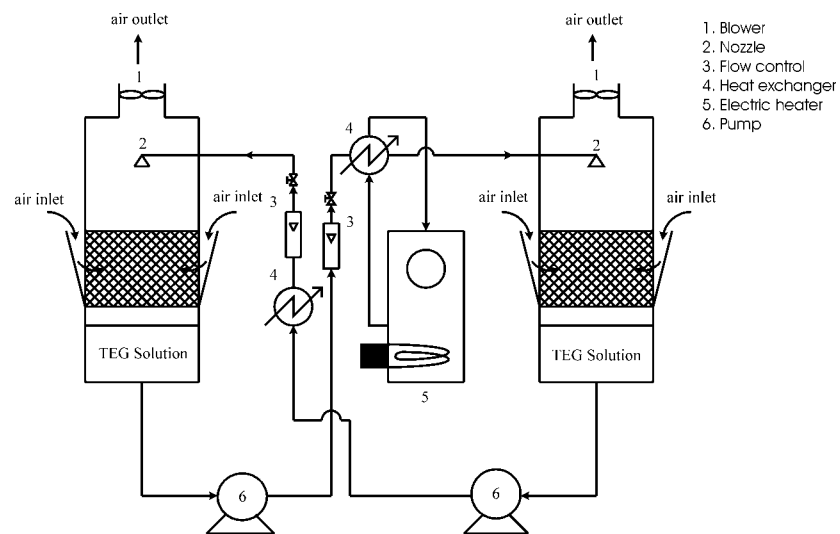 air outlet
air outlet
1. Blower
2. Nozzle
3. Flow control
4. Heat exchanger
5. Electric heater
6. Pump
1
1
2
4
2
air inlet
air inlet
3
3
air inlet
air inlet
4
TEG Solution
TEG Solution
5
6
6